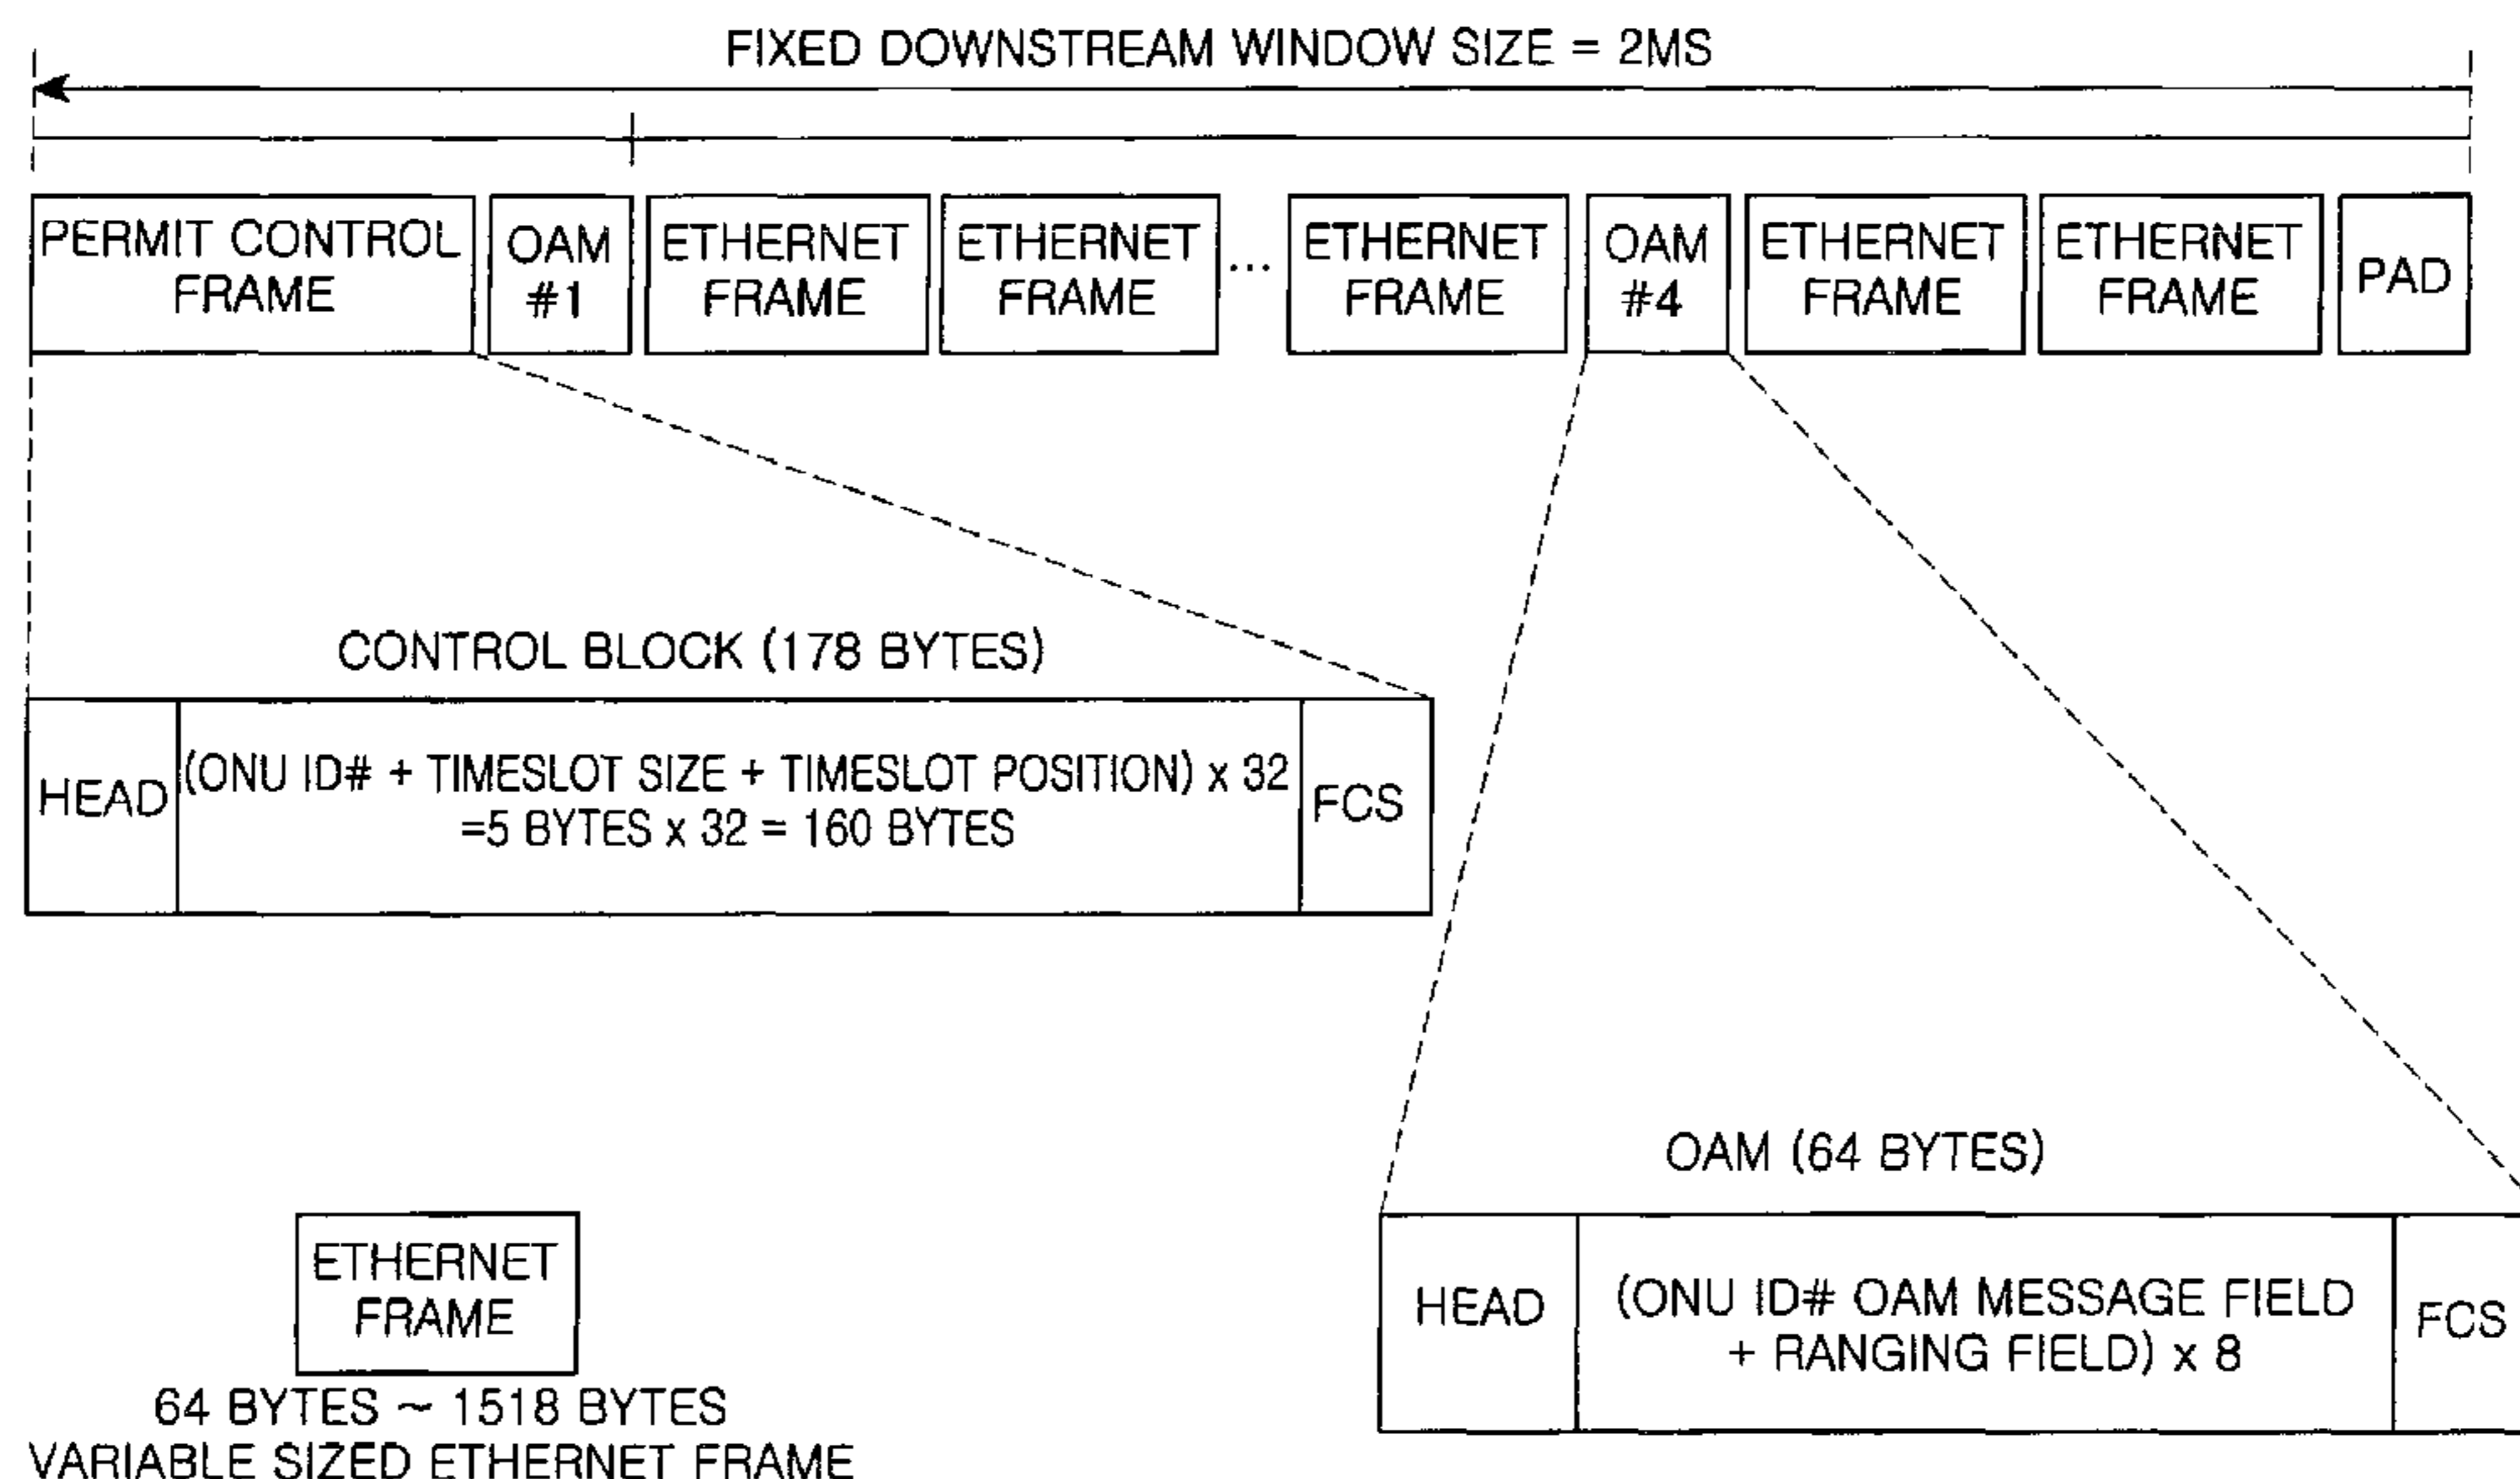 FIXED DOWNSTREAM WINDOW SIZE = 2MS
PERMIT CONTROL
FRAME
OAM
#1
ETHERNET
FRAME
ETHERNET
FRAME
...
ETHERNET
FRAME
OAM
#4
ETHERNET
FRAME
ETHERNET
FRAME
PAD
CONTROL BLOCK (178 BYTES)
HEAD
(ONU ID# + TIMESLOT SIZE + TIMESLOT POSITION) x 32
=5 BYTES x 32 = 160 BYTES
FCS
OAM (64 BYTES)
HEAD
(ONU ID# OAM MESSAGE FIELD
+ RANGING FIELD) x 8
FCS
ETHERNET
FRAME
64 BYTES ~ 1518 BYTES
VARIABLE SIZED ETHERNET FRAME